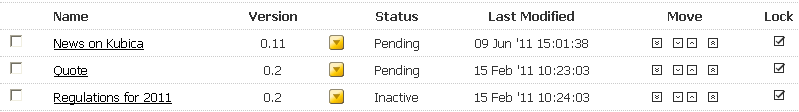 Name Version Status Last Modified Move Lock
News on Kubica 0.11 Pending 09 Jun '11 15:01:38
Quote 0.2 Pending 15 Feb '11 10:23:03
Regulations for 2011 0.2 Inactive 15 Feb '11 10:24:03